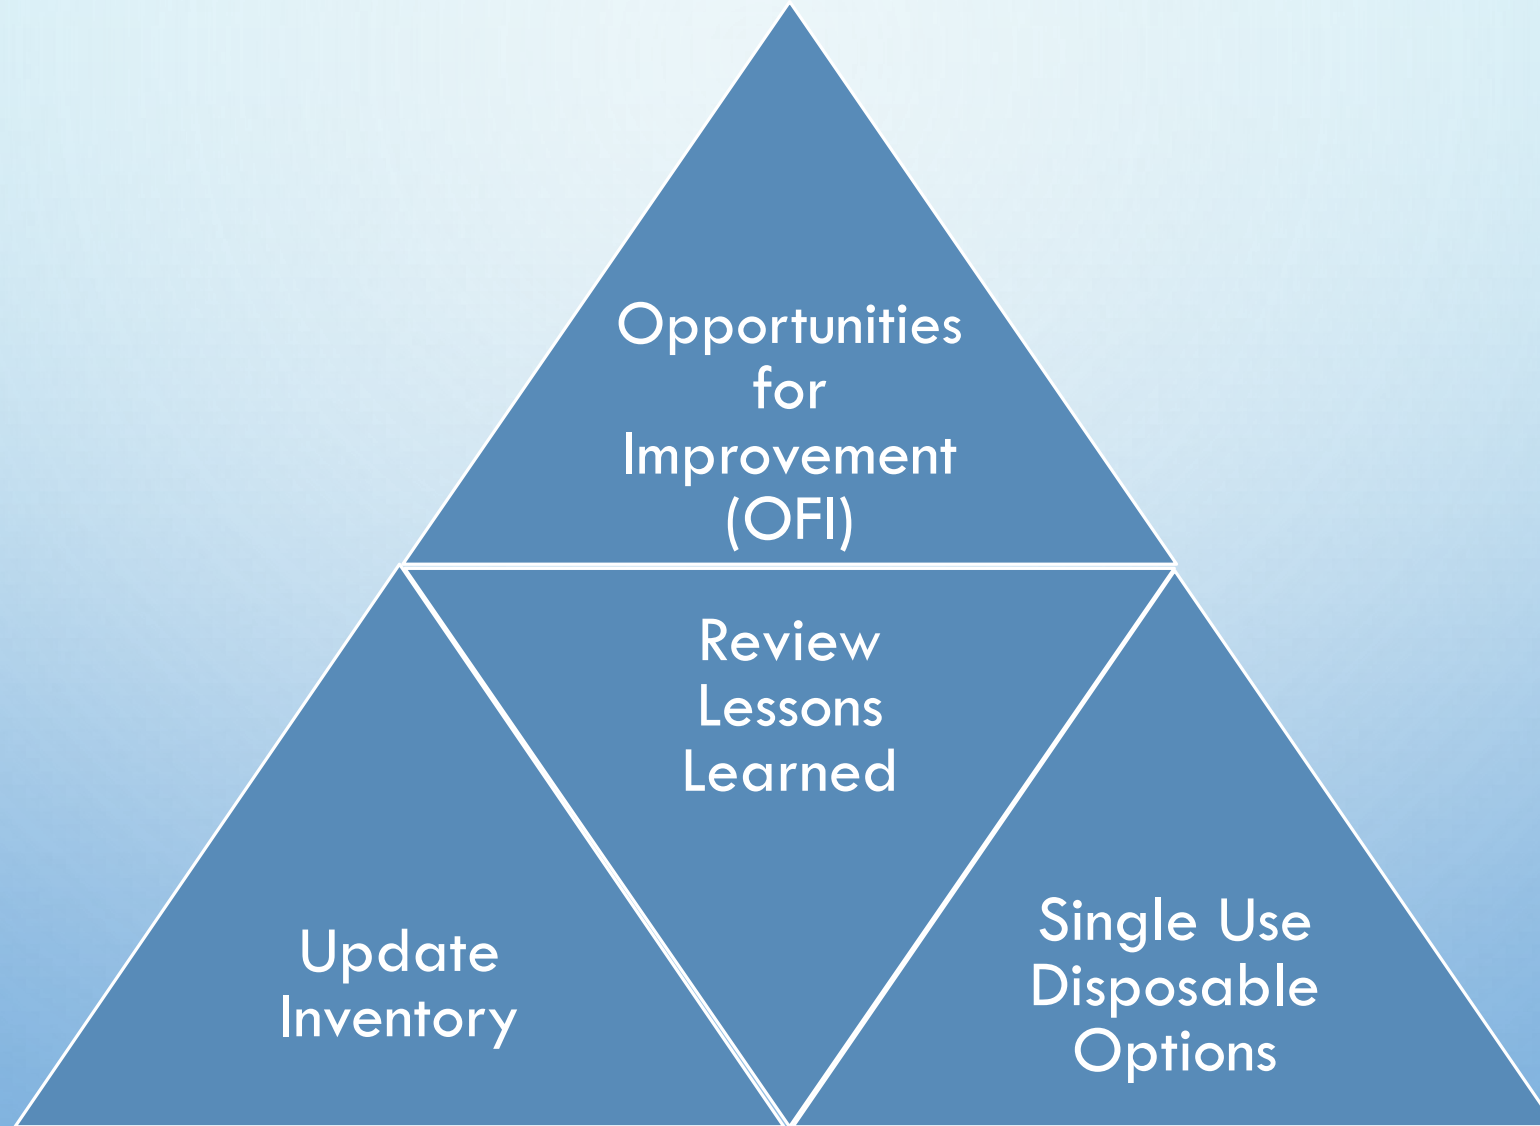 Opportunities
for
Improvement
(OFI)
Review
Lessons
Learned
Update
Inventory
Single Use
Disposable
Options